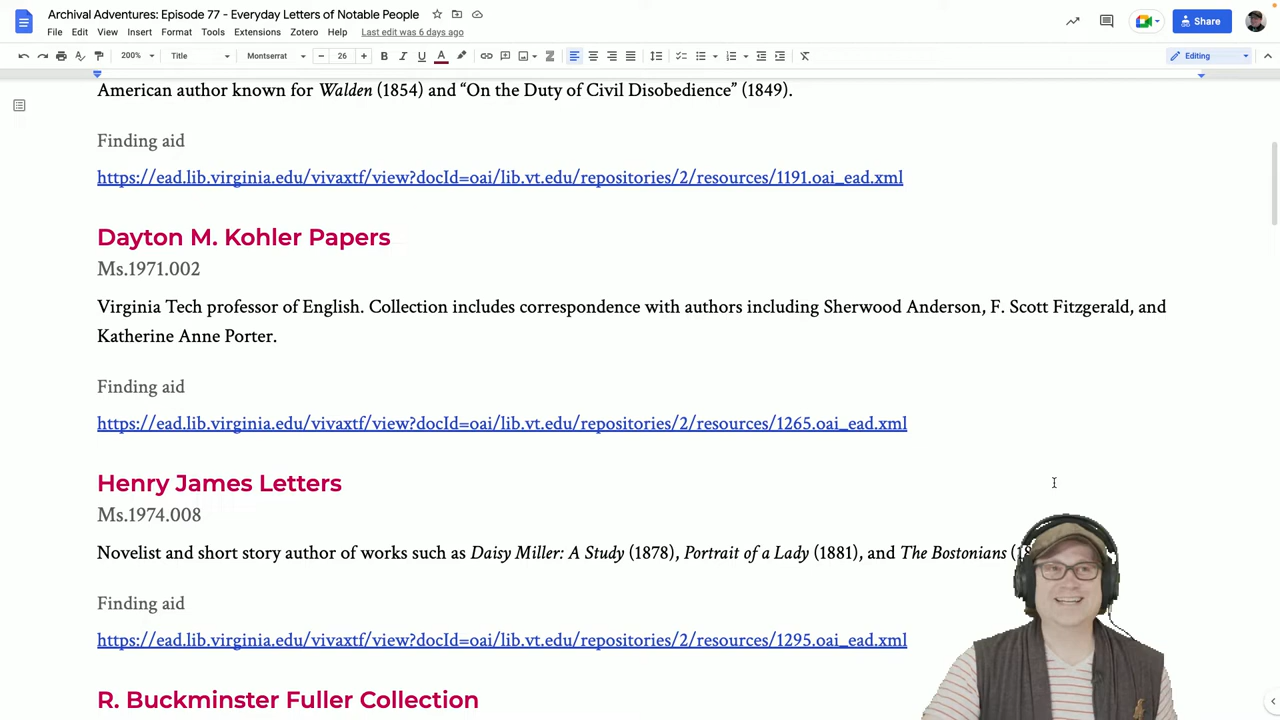 Archival Adventures: Episode 77 - Everyday Letters of Notable People
File Edit View Insert Format Tools Extensions Zotero Help Last edit was 6 days ago
Share
200% Title Montserrat − 26 + B I U A Editing
American author known for Walden (1854) and “On the Duty of Civil Disobedience” (1849).
Finding aid
https://ead.lib.virginia.edu/vivaxtf/view?docId=oai/lib.vt.edu/repositories/2/resources/1191.oai_ead.xml
Dayton M. Kohler Papers
Ms.1971.002
Virginia Tech professor of English. Collection includes correspondence with authors including Sherwood Anderson, F. Scott Fitzgerald, and
Katherine Anne Porter.
Finding aid
https://ead.lib.virginia.edu/vivaxtf/view?docId=oai/lib.vt.edu/repositories/2/resources/1265.oai_ead.xml
Henry James Letters
Ms.1974.008
Novelist and short story author of works such as Daisy Miller: A Study (1878), Portrait of a Lady (1881), and The Bostonians
Finding aid
https://ead.lib.virginia.edu/vivaxtf/view?docId=oai/lib.vt.edu/repositories/2/resources/1295.oai_ead.xml
R. Buckminster Fuller Collection